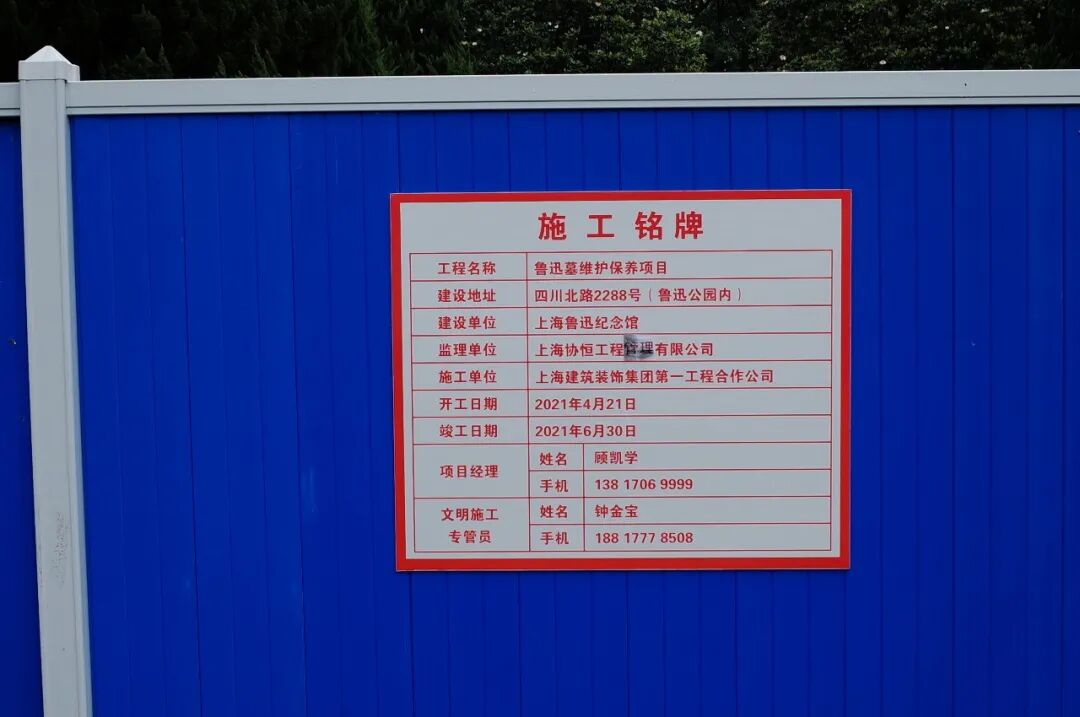 施工铭牌
工程名称 鲁迅墓维护保养项目
建设地址 四川北路2288号（鲁迅公园内）
建设单位 上海鲁迅纪念馆
监理单位 上海协恒工程管理有限公司
施工单位 上海建筑装饰集团第一工程合作公司
开工日期 2021年4月21日
竣工日期 2021年6月30日
项目经理 姓名 顾凯学
手机 138 1706 9999
文明施工 姓名 钟金宝
专管员 手机 188 1777 8508